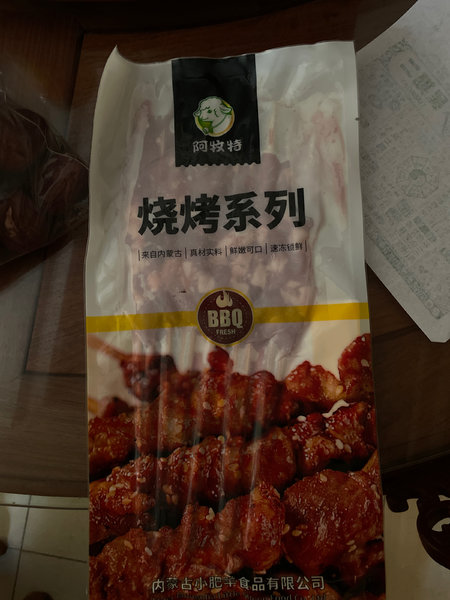 阿牧特
烧烤系列
来自内蒙古 | 真材实料 | 鲜嫩可口 | 速冻锁鲜
BBQ
FRESH
内蒙古小肥羊食品有限公司